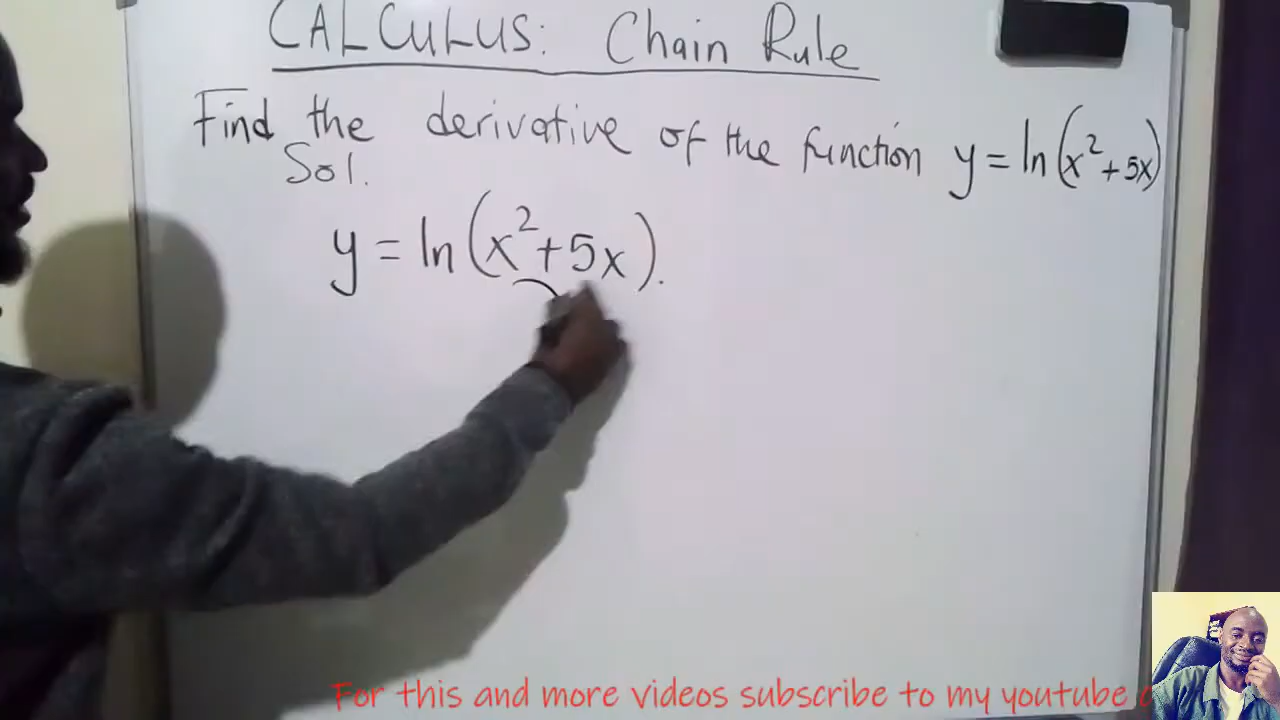 CALCULUS: Chain Rule
Find the derivative of the function y = ln(x²+5x)
Sol.
y = ln(x²+5x).
For this and more videos subscribe to my youtube c